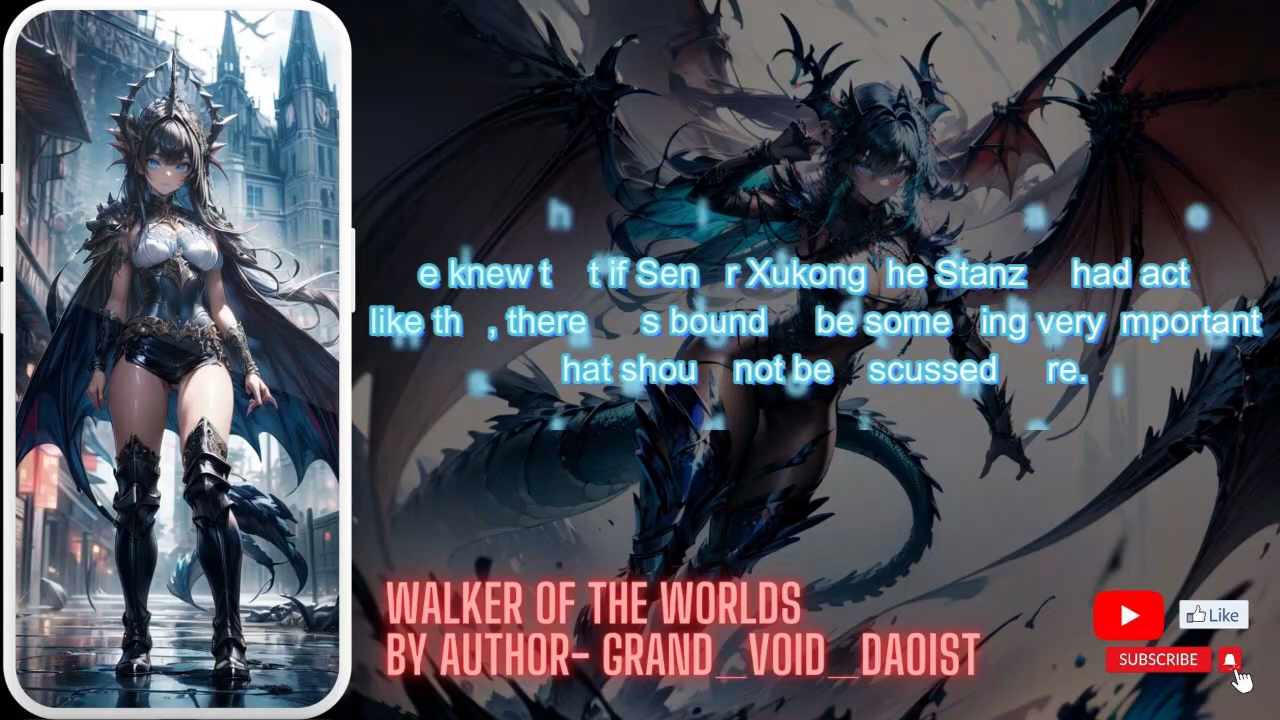 e knew t t if Sen r Xukong he Stanz had act
like th , there s bound be some ing very mportant
hat shou not be scussed re.
WALKER OF THE WORLDS
BY AUTHOR- GRAND_VOID_DAOIST
Like
SUBSCRIBE